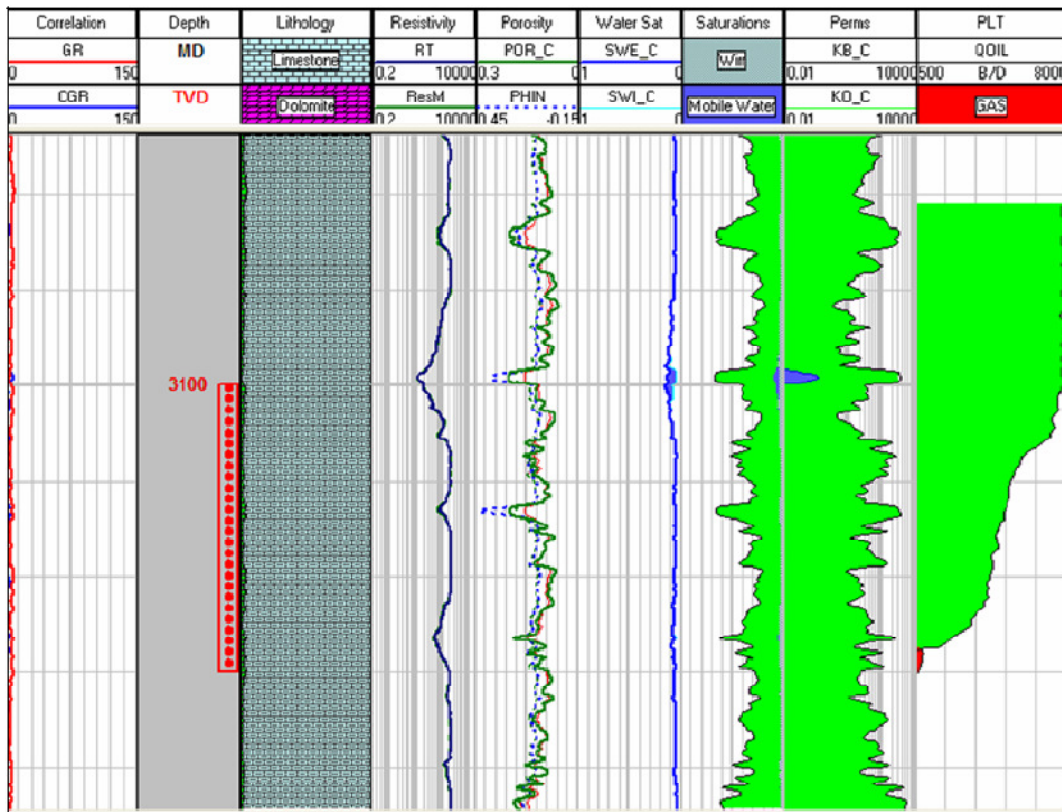 Correlation Depth Lithology Resistivity Porosity Water Sat Saturations Perms PLT
GR MD Limestone RT POR_C SWE_C Wirr KB_C QOIL
0 150 0.2 10000 0.3 0 1 0 0.01 10000 500 B/D 8000
CGR TVD Dolomite ResM PHIN SWI_C Mobile Water KO_C GAS
0 150 0.2 10000 0.45 -0.15 1 0 0.01 10000
3100